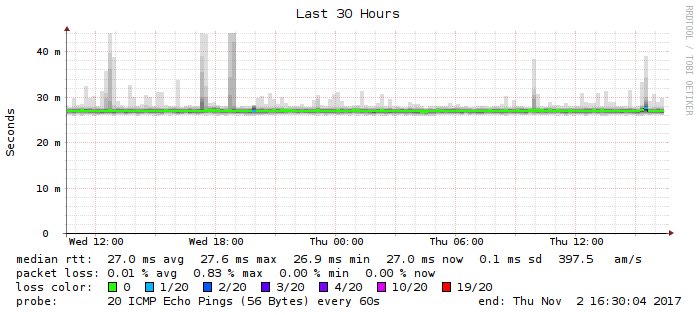 Last 30 Hours
RRDTOOL / TOBI OETIKER
Seconds
40 m
30 m
20 m
10 m
0
Wed 12:00 Wed 18:00 Thu 00:00 Thu 06:00 Thu 12:00
median rtt: 27.0 ms avg 27.6 ms max 26.9 ms min 27.0 ms now 0.1 ms sd 397.5 am/s
packet loss: 0.01 % avg 0.83 % max 0.00 % min 0.00 % now
loss color: 0 1/20 2/20 3/20 4/20 10/20 19/20
probe: 20 ICMP Echo Pings (56 Bytes) every 60s end: Thu Nov 2 16:30:04 2017